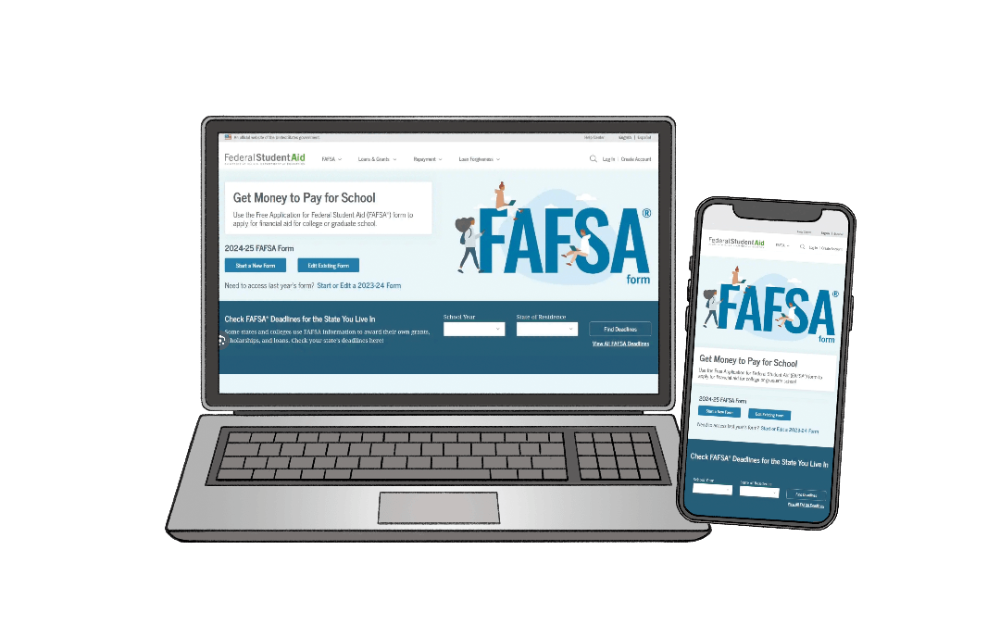 An official website of the United States government
Help Center English | Español
FederalStudentAid
FAFSA Loans & Grants Repayment Loan Forgiveness
Log In | Create Account
Get Money to Pay for School
Use the Free Application for Federal Student Aid (FAFSA®) form to
apply for financial aid for college or graduate school.
2024-25 FAFSA Form
Start a New Form Edit Existing Form
Need to access last year's form? Start or Edit a 2023-24 Form
FAFSA®
form
Check FAFSA® Deadlines for the State You Live In
Some states and colleges use FAFSA information to award their own grants,
scholarships, and loans. Check your state's deadlines here!
School Year State of Residence
Find Deadlines
View All FAFSA Deadlines
FederalStudentAid
FAFSA Log In | Create Account
FAFSA®
form
Get Money to Pay for School
Use the Free Application for Federal Student Aid (FAFSA®) form to
apply for financial aid for college or graduate school.
2024-25 FAFSA Form
Start a New Form Edit Existing Form
Need to access last year's form? Start or Edit a 2023-24 Form
Check FAFSA® Deadlines for the State You Live In
School Year State of Residence
Find Deadlines
View All FAFSA Deadlines